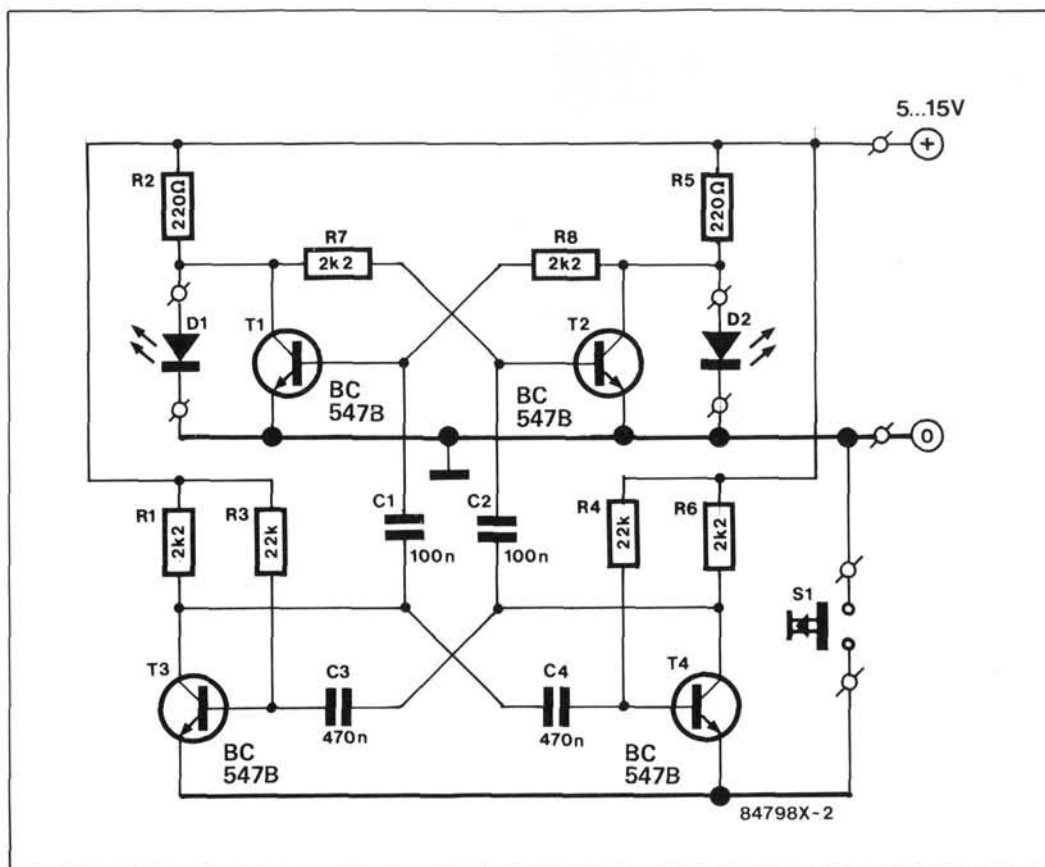 5...15V
+
R2
220Ω
R5
220Ω
R7
2k2
R8
2k2
D1
T1
T2
D2
BC
547B
BC
547B
0
R1
2k2
R3
22k
C1
100n
C2
100n
R4
22k
R6
2k2
S1
T3
C3
470n
C4
470n
T4
BC
547B
BC
547B
84798X-2